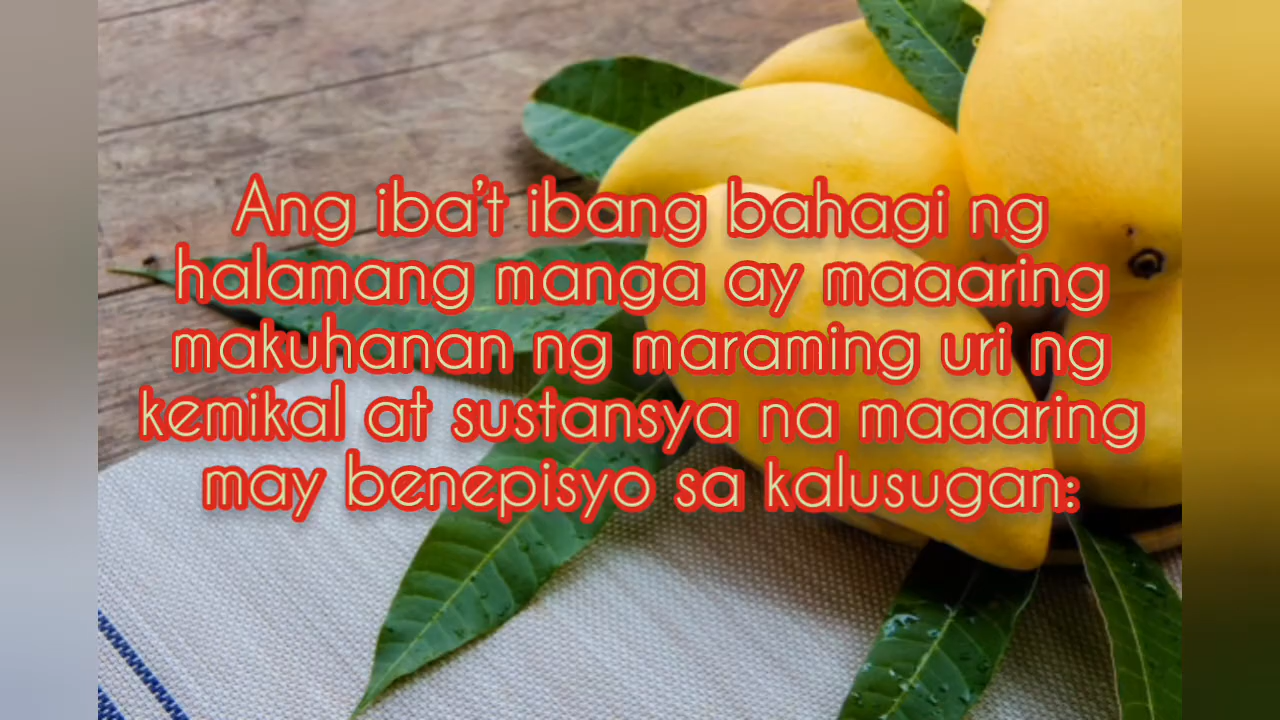 Ang iba't ibang bahagi ng
halamang manga ay maaaring
makuhanan ng maraming uri ng
kemikal at sustansya na maaaring
may benepisyo sa kalusugan: